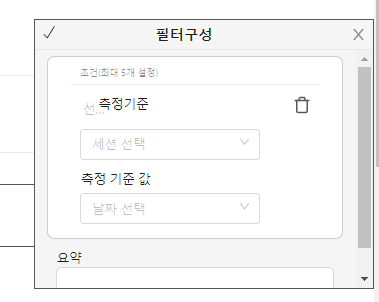 필터구성
조건(최대 5개 설정)
선... 측정기준
세션 선택
측정 기준 값
날짜 선택
요약